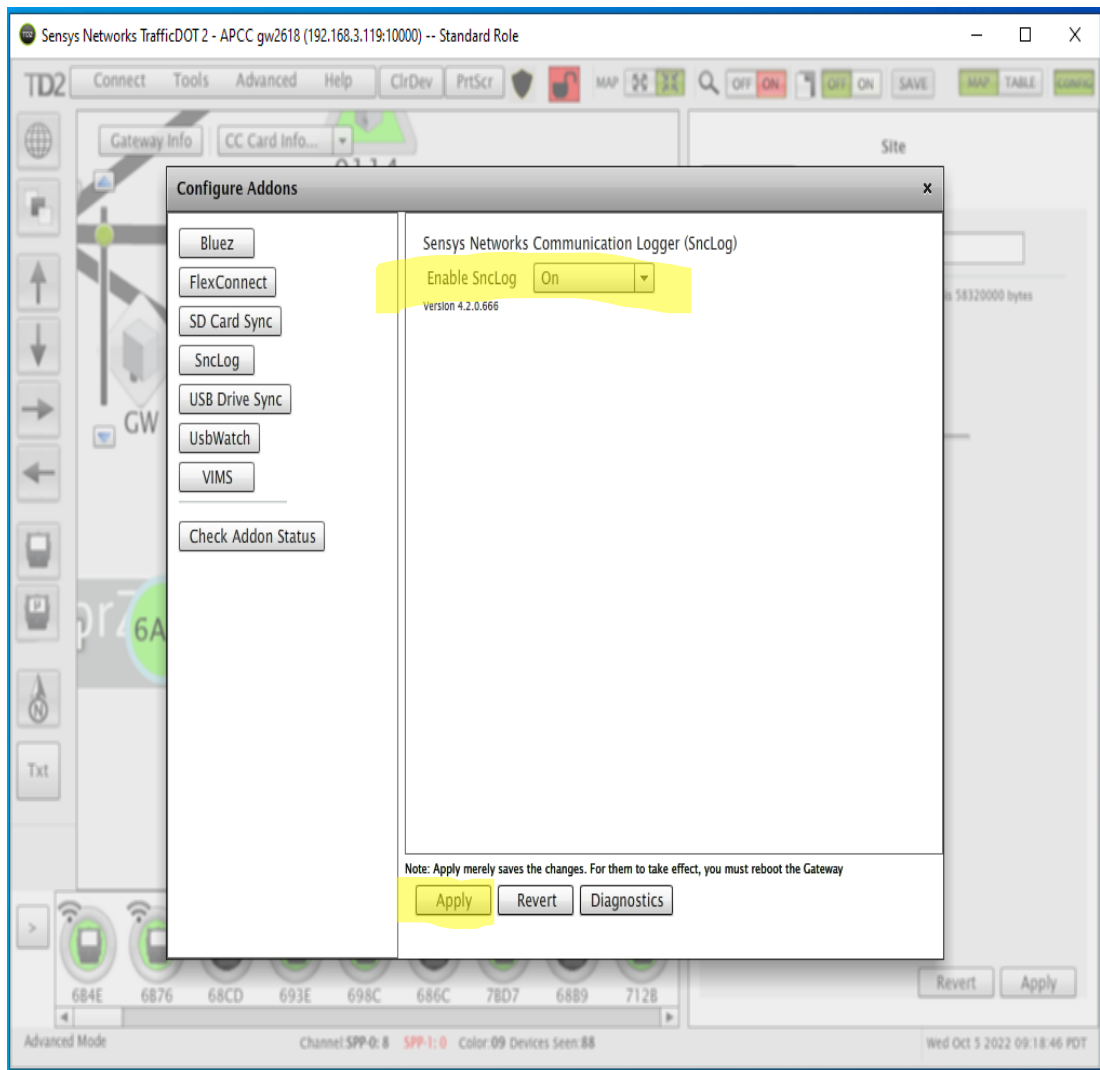 Sensys Networks TrafficDOT 2 - APCC gw2618 (192.168.3.119:10000) -- Standard Role
TD2 Connect Tools Advanced Help ClrDev PrtScr MAP OFF ON OFF ON SAVE MAP TABLE CONFIG
Gateway Info CC Card Info...
Site
Configure Addons x
Bluez
FlexConnect
SD Card Sync
SncLog
USB Drive Sync
UsbWatch
VIMS
Check Addon Status
Sensys Networks Communication Logger (SncLog)
Enable SncLog On
Version 4.2.0.666
is 58320000 bytes
GW
6A
Txt
N
P
Note: Apply merely saves the changes. For them to take effect, you must reboot the Gateway
Apply Revert Diagnostics
>
6B4E 6B76 68CD 693E 698C 686C 7BD7 68B9 712B
Revert Apply
Advanced Mode Channel:SPP-0: 8 SPP-1: 0 Color:09 Devices Seen:88 Wed Oct 5 2022 09:18:46 PDT